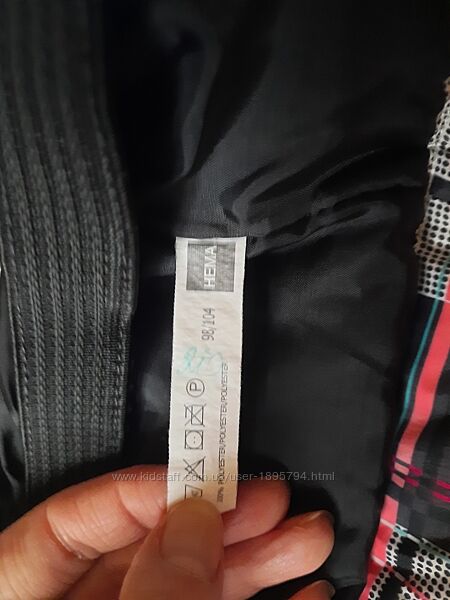 HEMA
98/104
P
100% POLYESTER/POLYESTER/POLYESTER
www.kidstaff.com.ua/user-1895794.html